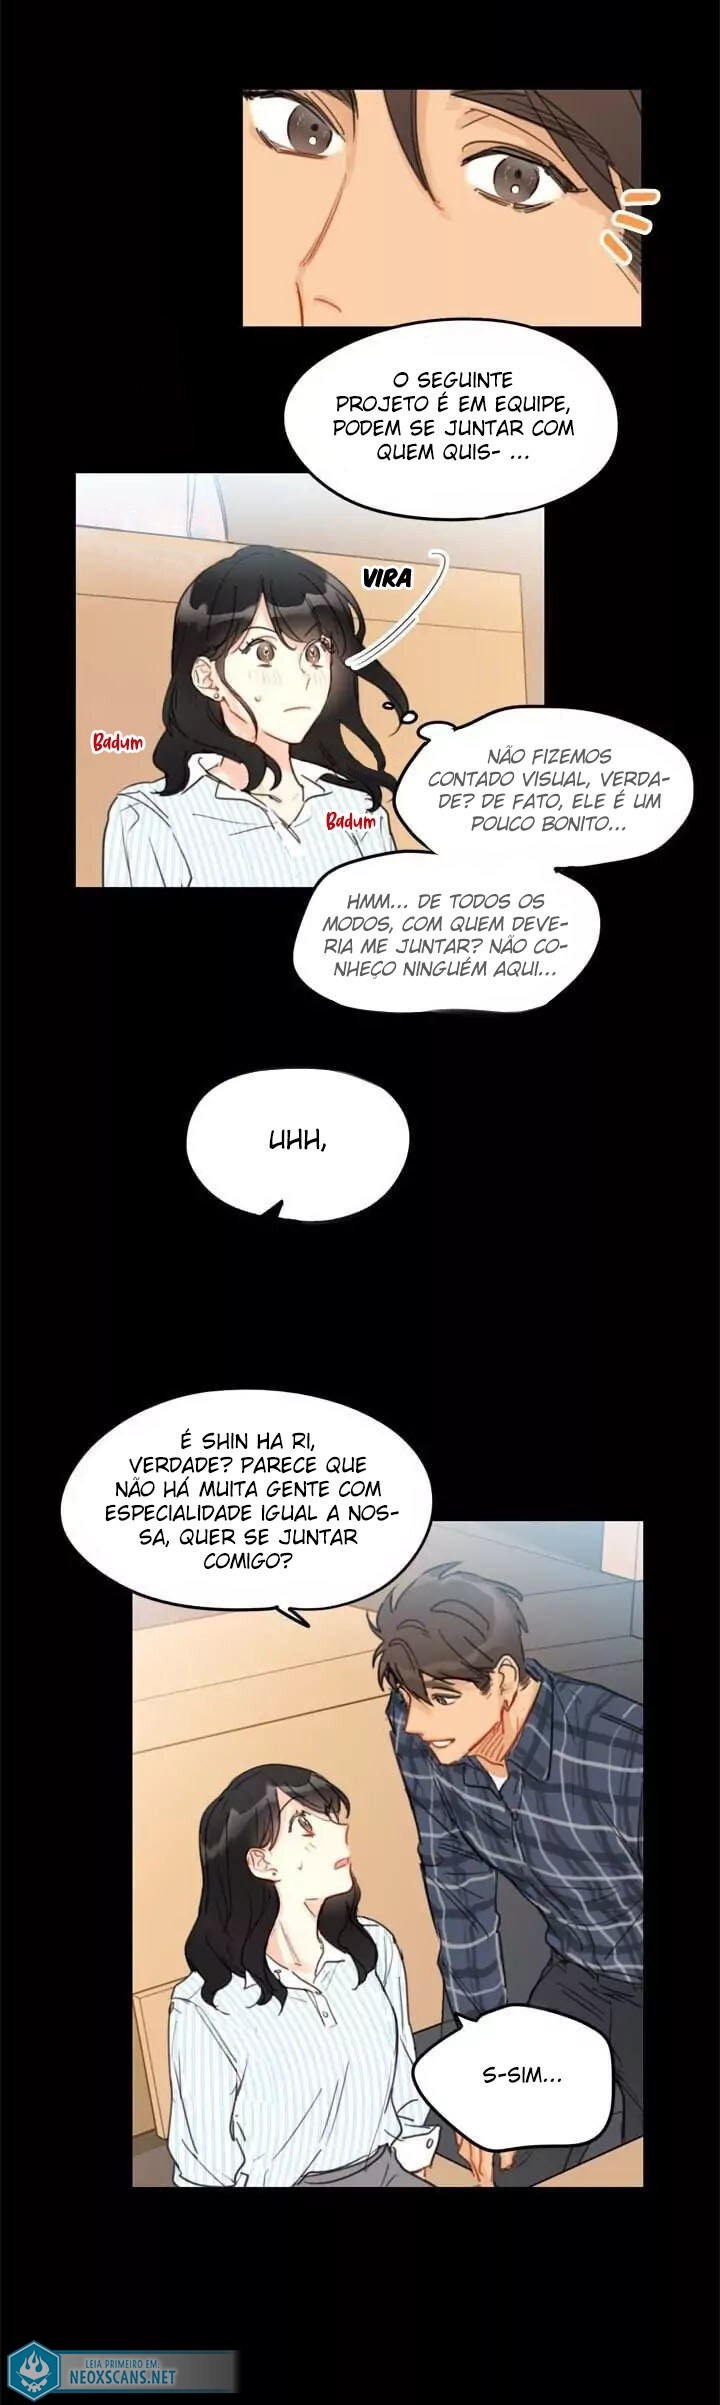 O SEGUINTE
PROJETO É EM EQUIPE,
PODEM SE JUNTAR COM
QUEM QUIS- ...
VIRA
Badum
Badum
NÃO FIZEMOS
CONTADO VISUAL, VERDA-
DE? DE FATO, ELE É UM
POUCO BONITO...
HMM... DE TODOS OS
MODOS, COM QUEM DEVE-
RIA ME JUNTAR? NÃO CO-
NHEÇO NINGUÉM AQUI...
UHH,
É SHIN HA RI,
VERDADE? PARECE QUE
NÃO HÁ MUITA GENTE COM
ESPECIALIDADE IGUAL A NOS-
SA, QUER SE JUNTAR
COMIGO?
S-SIM...
LEIA PRIMEIRO EM:
NEOXSCANS.NET